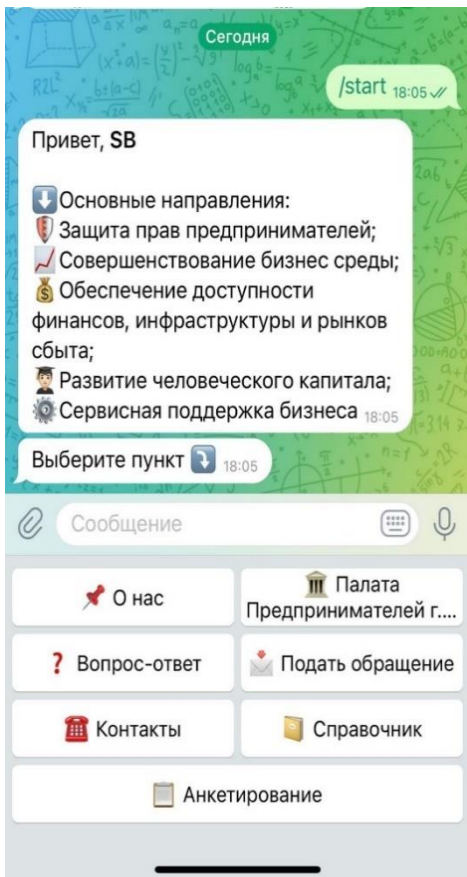 Сегодня
/start 18:05
Привет, SB
⬇️Основные направления:
Защита прав предпринимателей;
📈Совершенствование бизнес среды;
💰Обеспечение доступности
финансов, инфраструктуры и рынков
сбыта;
👨🏻‍🎓Развитие человеческого капитала;
⚙️Сервисная поддержка бизнеса 18:05
Выберите пункт ⤵️ 18:05
Сообщение
📌 О нас
🏛 Палата
Предпринимателей г....
❓ Вопрос-ответ
📩 Подать обращение
☎️ Контакты
📒 Справочник
📋 Анкетирование